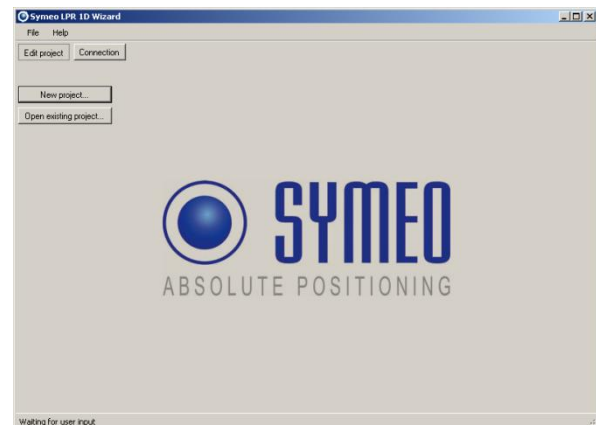 Symeo LPR 1D Wizard
File Help
Edit project Connection
New project...
Open existing project...
SYMEO
ABSOLUTE POSITIONING
Waiting for user input